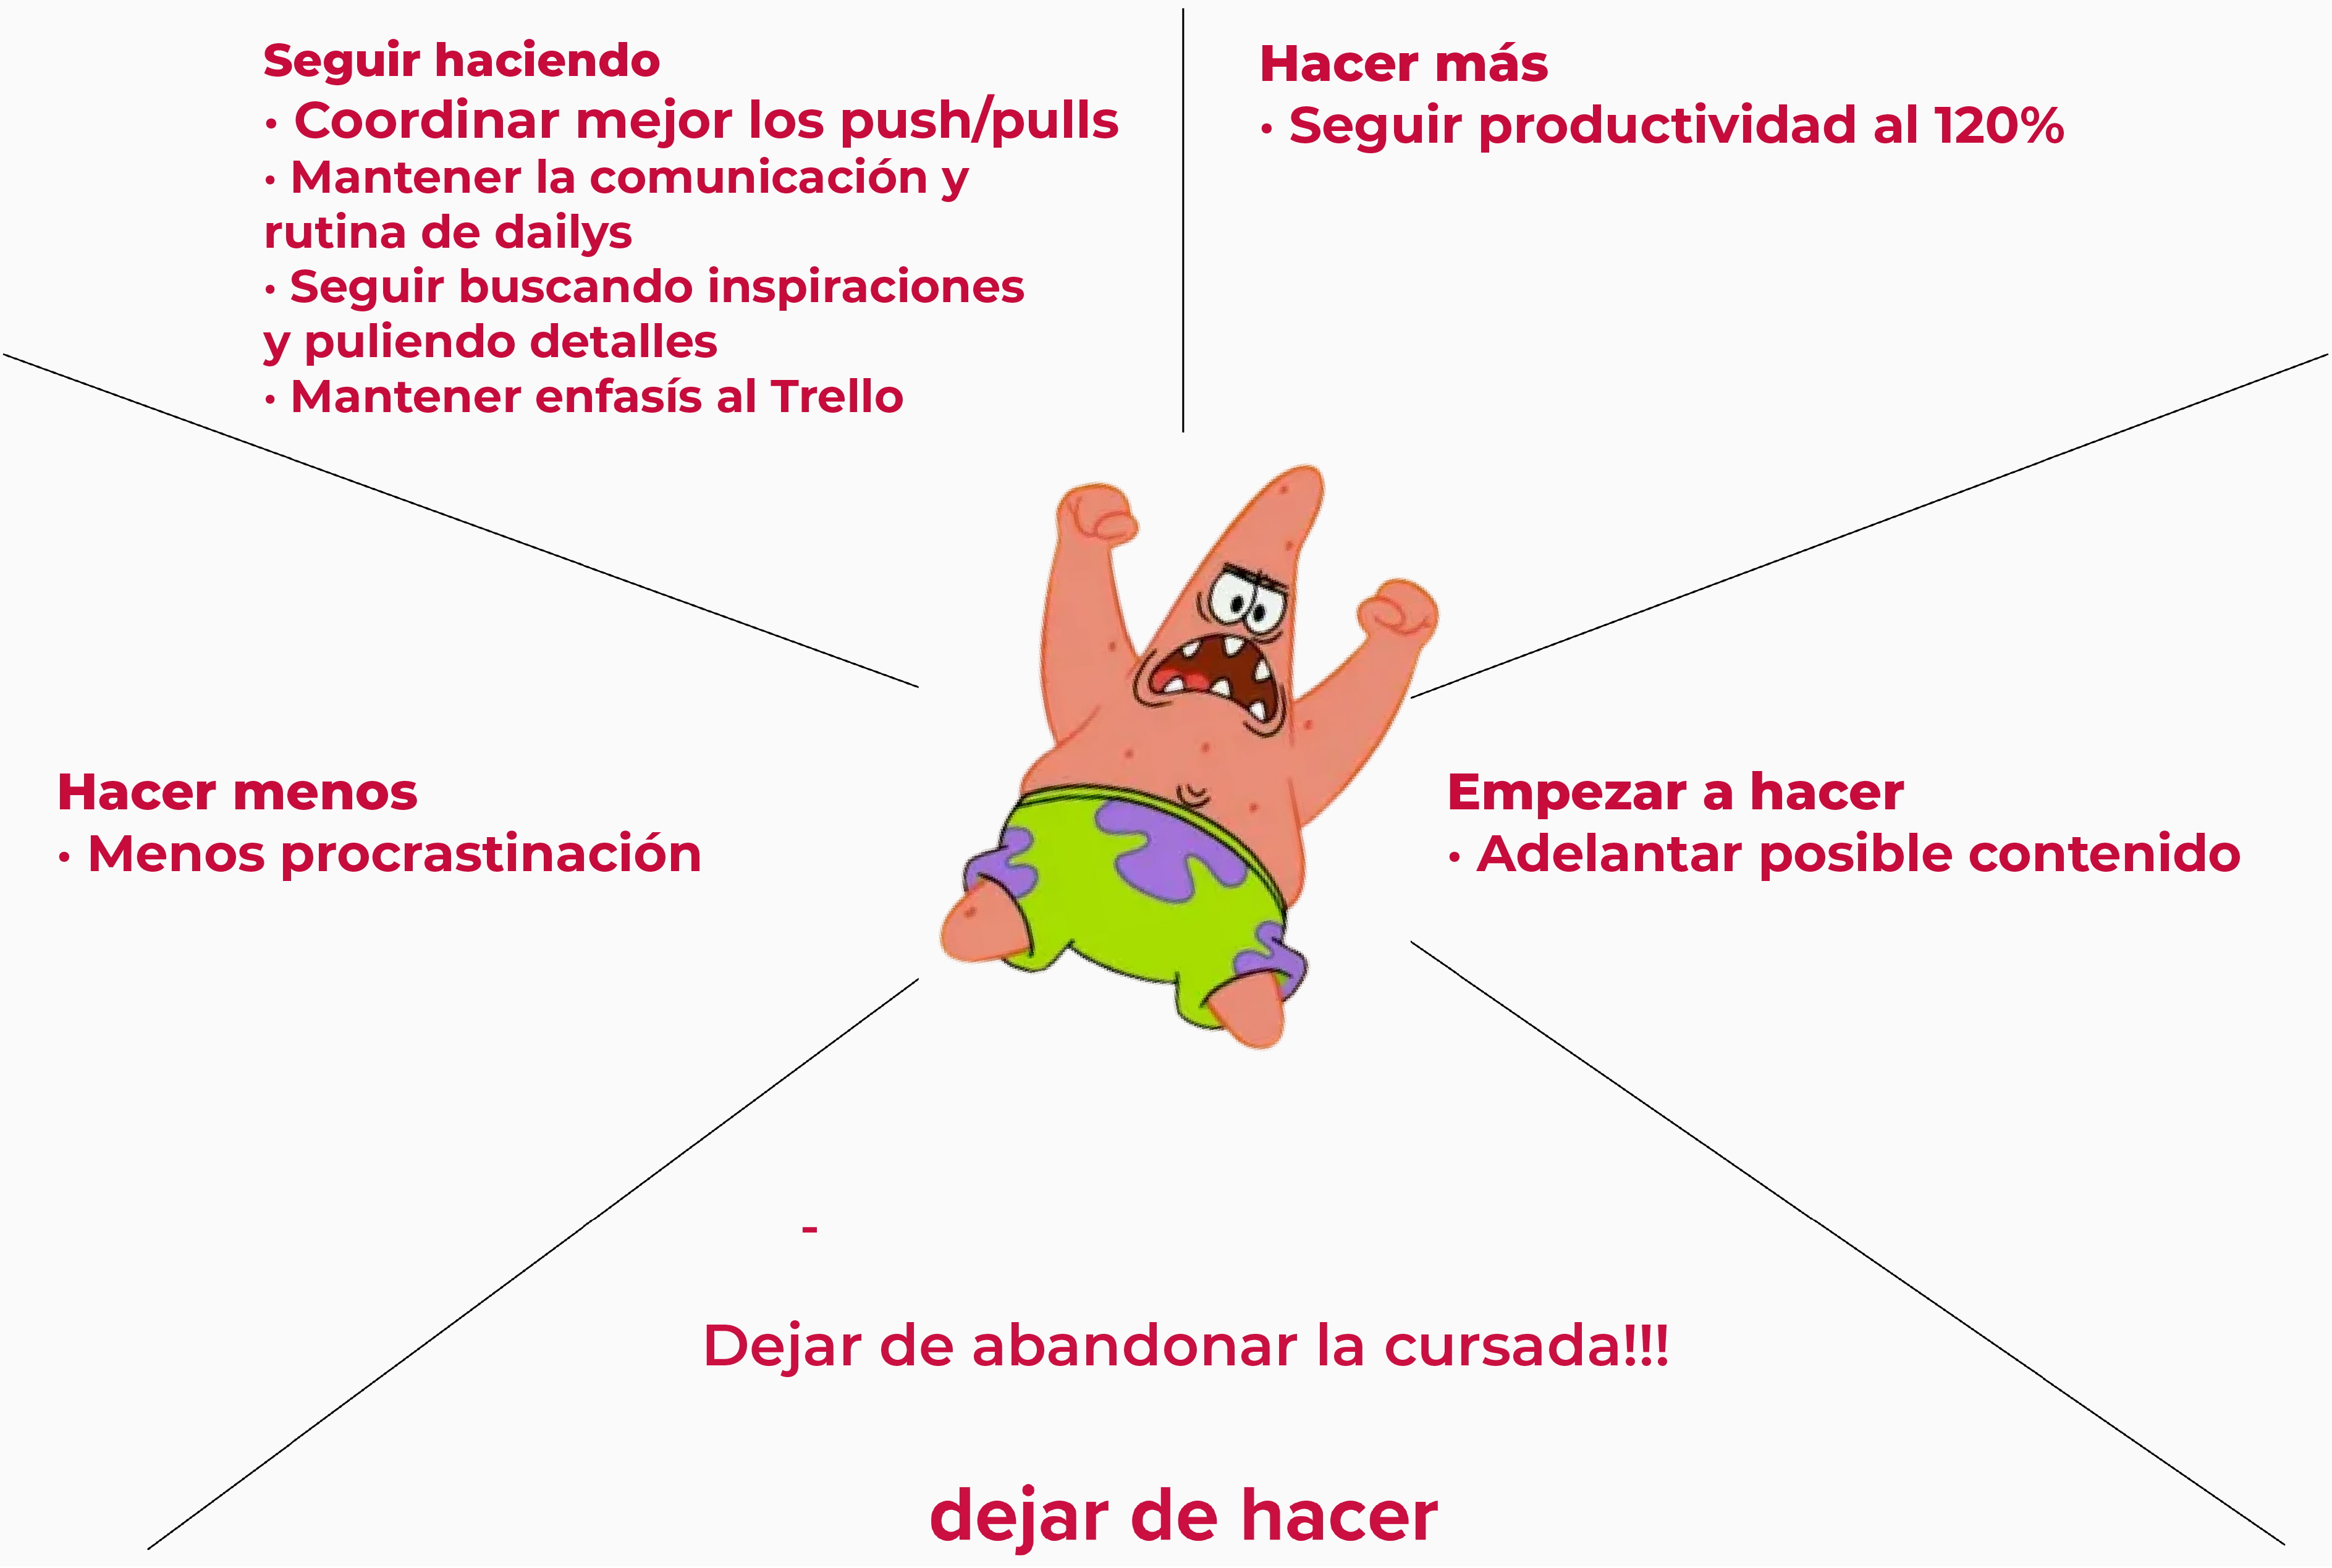 Seguir haciendo
• Coordinar mejor los push/pulls
• Mantener la comunicación y
rutina de dailys
• Seguir buscando inspiraciones
y puliendo detalles
• Mantener enfasís al Trello
Hacer más
• Seguir productividad al 120%
Hacer menos
• Menos procrastinación
Empezar a hacer
• Adelantar posible contenido
-
Dejar de abandonar la cursada!!!
dejar de hacer